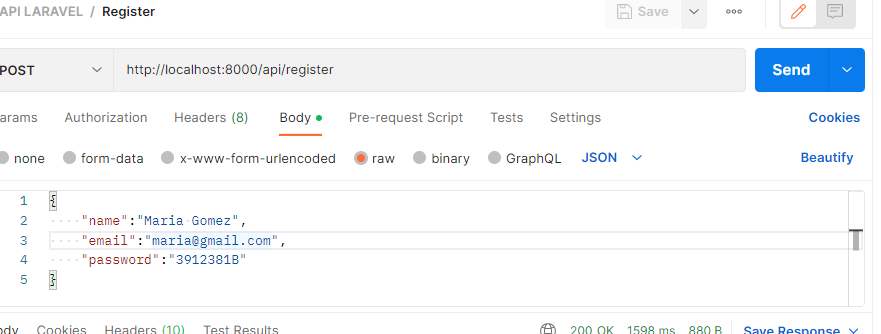 API LARAVEL / Register
Save
POST http://localhost:8000/api/register Send
arams Authorization Headers (8) Body Pre-request Script Tests Settings Cookies
none form-data x-www-form-urlencoded raw binary GraphQL JSON Beautify
1 {
2 "name":"Maria Gomez",
3 "email":"maria@gmail.com",
4 "password":"3912381B"
5 }
ody Cookies Headers (10) Test Results 200 OK 1598 ms 880 B Save Response